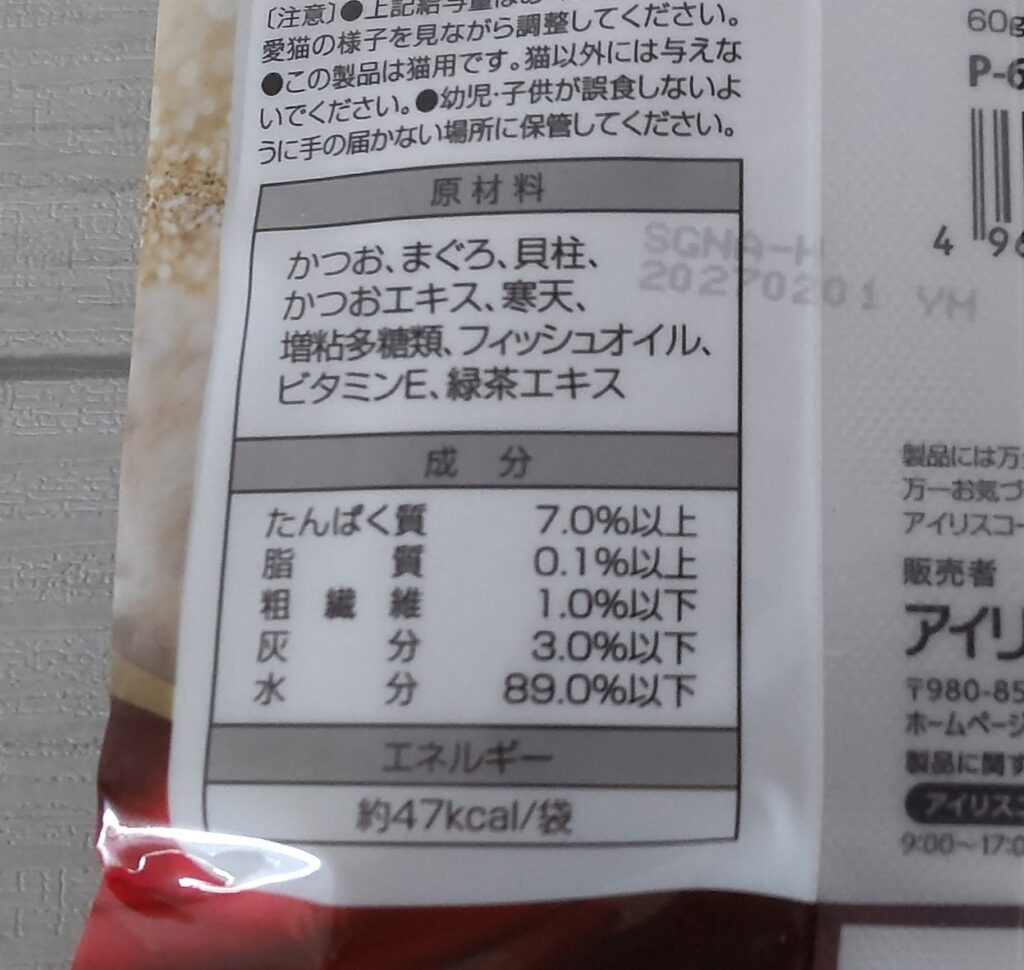 〔注意〕●上記給与量は
愛猫の様子を見ながら調整してください。
●この製品は猫用です。猫以外には与えな
いでください。●幼児・子供が誤食しないよ
うに手の届かない場所に保管してください。
原材料
かつお、まぐろ、貝柱、
かつおエキス、寒天、
増粘多糖類、フィッシュオイル、
ビタミンE、緑茶エキス
成 分
たんぱく質 7.0%以上
脂 質 0.1%以上
粗 繊 維 1.0%以下
灰 分 3.0%以下
水 分 89.0%以下
エネルギー
約47kcal/袋
SGNA-H
20270201 YH
60g
P-6
4 96
製品には万
万一お気づ
アイリスコー
販売者
アイリ
〒980-85
ホームページ
製品に関す
アイリスコ
9:00〜17:0